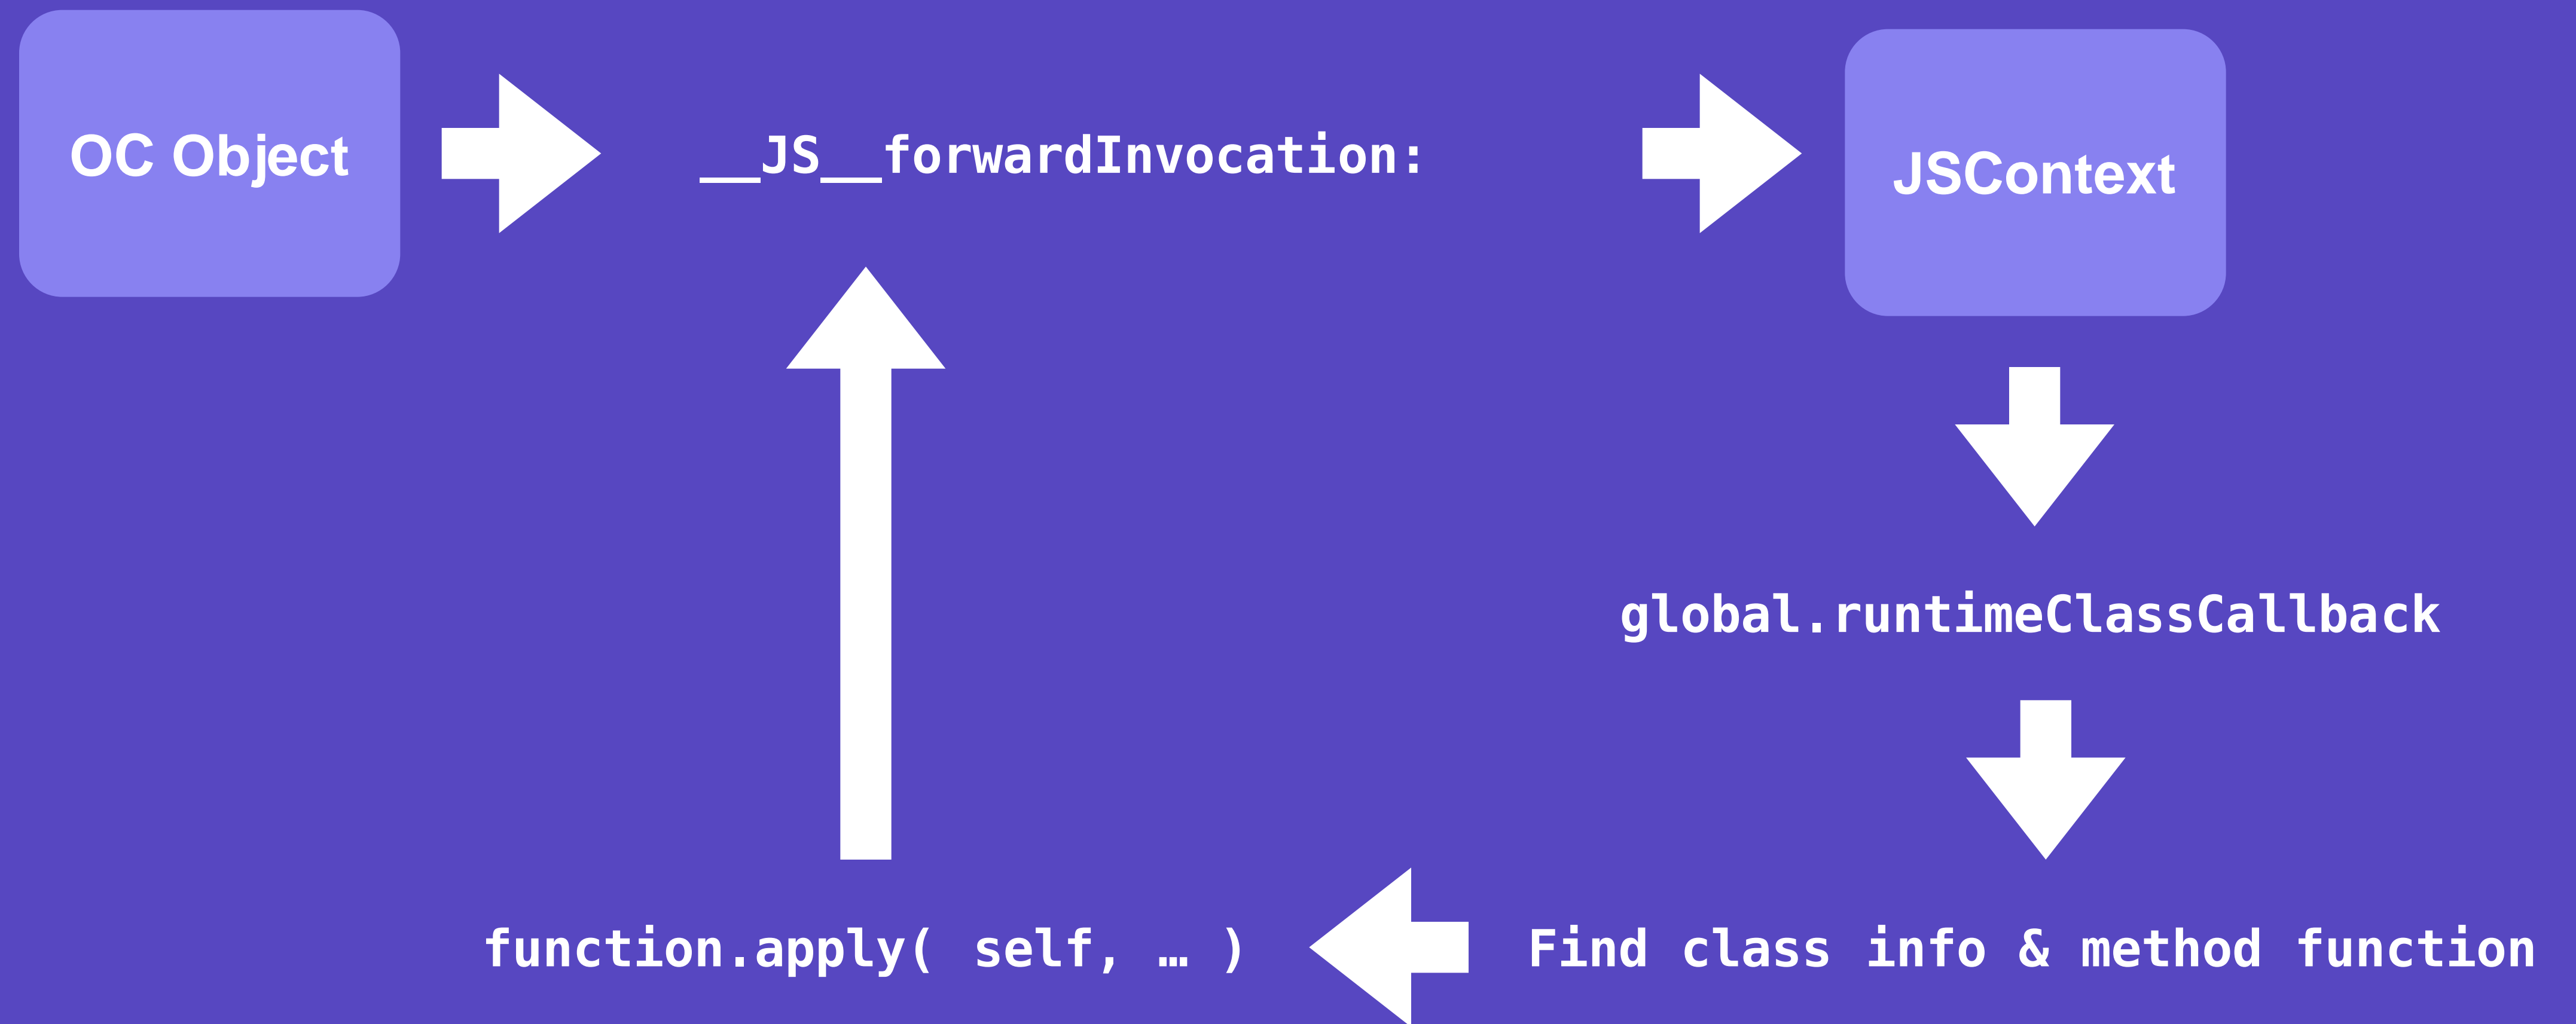 OC Object
__JS__forwardInvocation:
JSContext
global.runtimeClassCallback
function.apply( self, … )
Find class info & method function